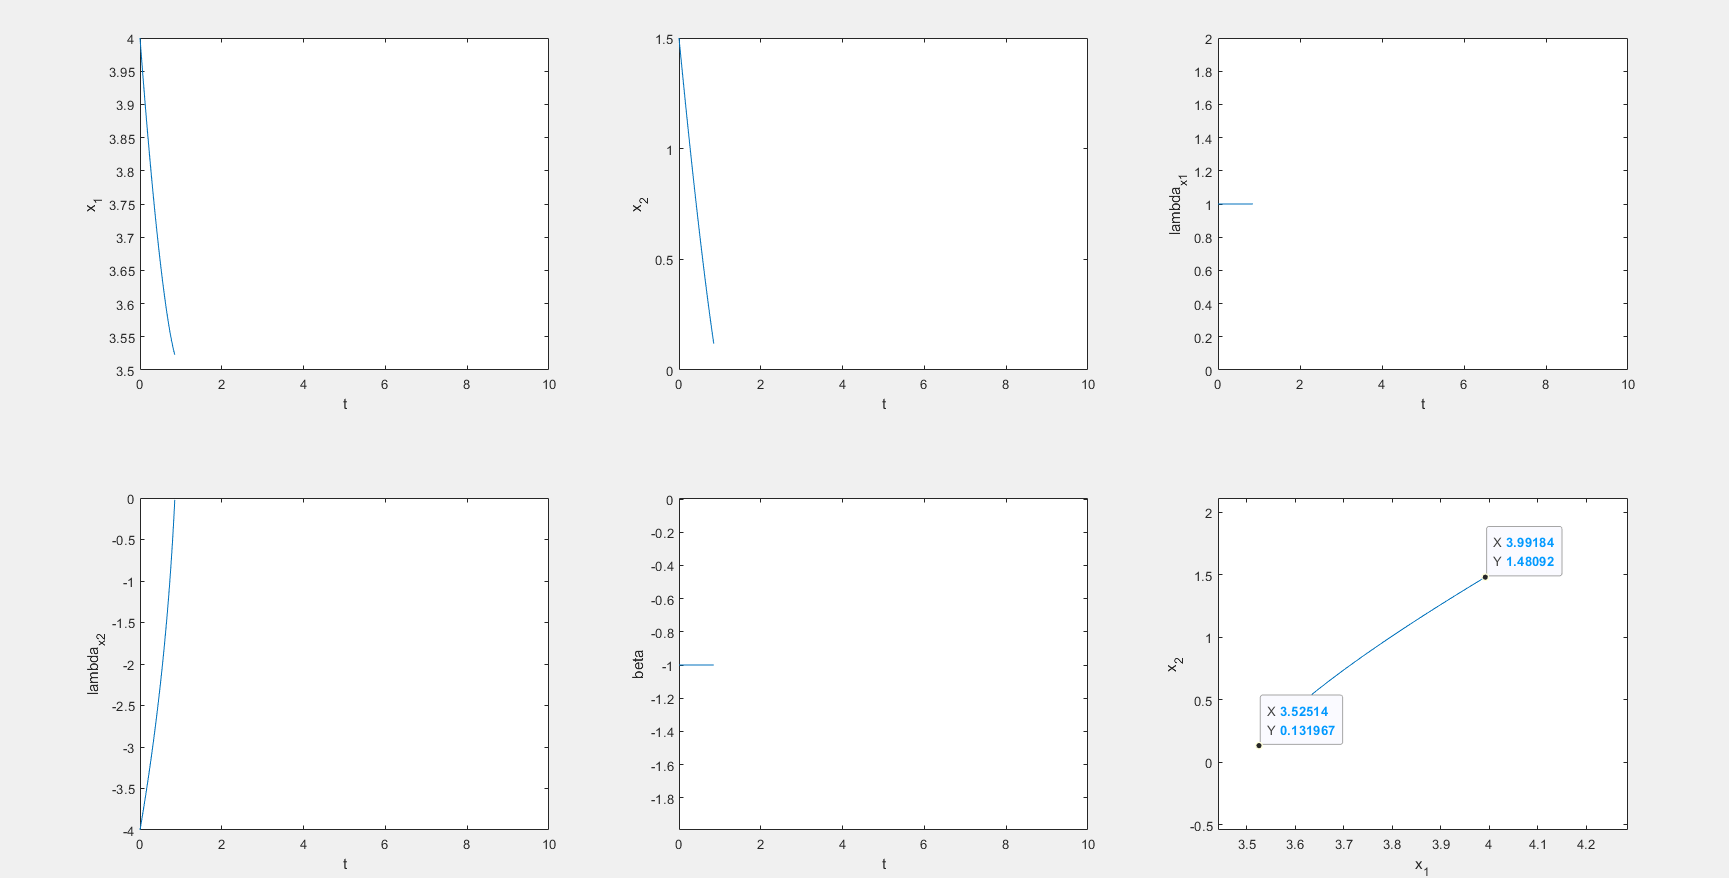 4
3.95
3.9
3.85
3.8
3.75
3.7
3.65
3.6
3.55
3.5
x1
0 2 4 6 8 10
t
1.5
1
0.5
0
x2
0 2 4 6 8 10
t
2
1.8
1.6
1.4
1.2
1
0.8
0.6
0.4
0.2
0
lambdax1
0 2 4 6 8 10
t
0
-0.5
-1
-1.5
-2
-2.5
-3
-3.5
-4
lambdax2
0 2 4 6 8 10
t
0
-0.2
-0.4
-0.6
-0.8
-1
-1.2
-1.4
-1.6
-1.8
beta
0 2 4 6 8 10
t
2
1.5
1
0.5
0
-0.5
x2
X 3.99184
Y 1.48092
X 3.52514
Y 0.131967
3.5 3.6 3.7 3.8 3.9 4 4.1 4.2
x1